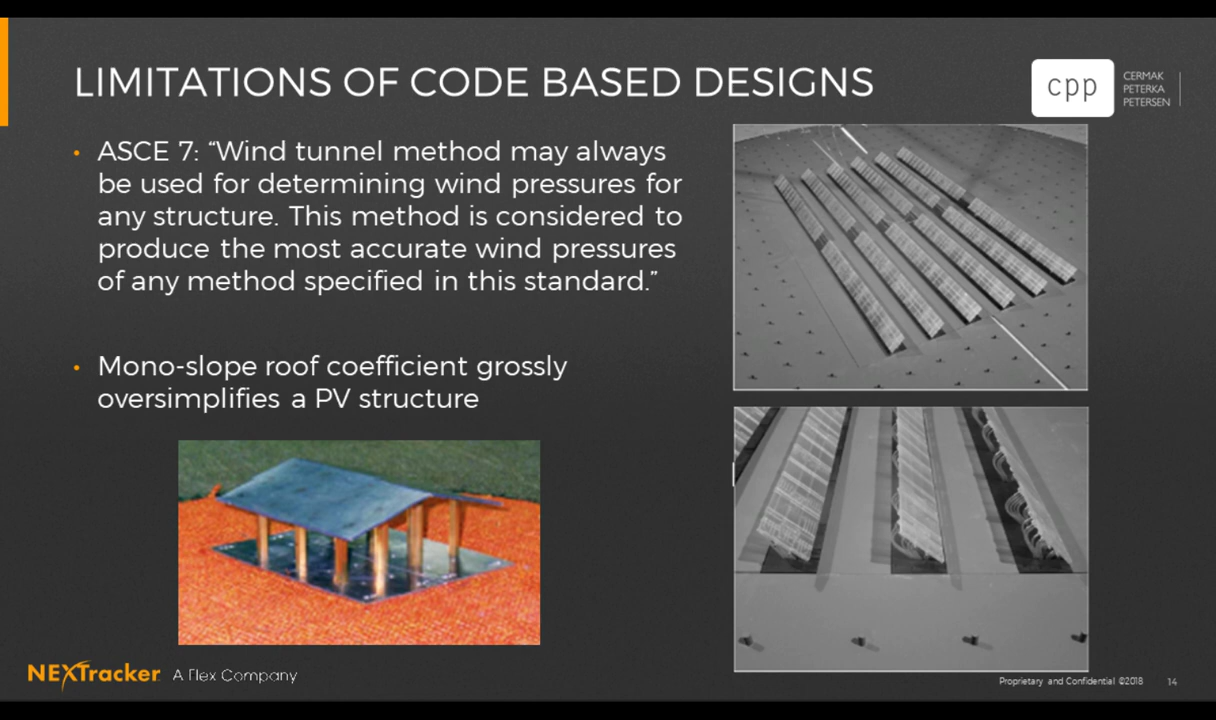 LIMITATIONS OF CODE BASED DESIGNS
cpp
CERMAK
PETERKA
PETERSEN
• ASCE 7: “Wind tunnel method may always
be used for determining wind pressures for
any structure. This method is considered to
produce the most accurate wind pressures
of any method specified in this standard.”
• Mono-slope roof coefficient grossly
oversimplifies a PV structure
NEXTracker A Flex Company
Proprietary and Confidential ©2018 14